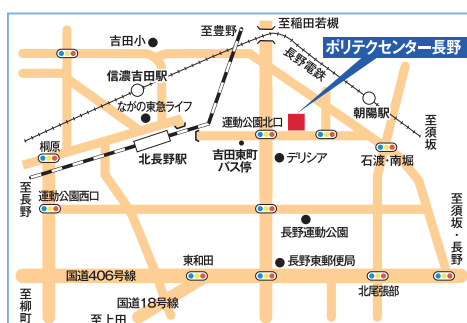 至稲田若槻
至豊野
吉田小
ポリテクセンター長野
長野電鉄
信濃吉田駅
朝陽駅
ながの東急ライフ
運動公園北口
至須坂
桐原
北長野駅
吉田東町
バス停
デリシア
石渡・南堀
至長野
運動公園西口
至須坂・長野
長野運動公園
東和田
長野東郵便局
国道406号線
北尾張部
至柳町
国道18号線
至上田